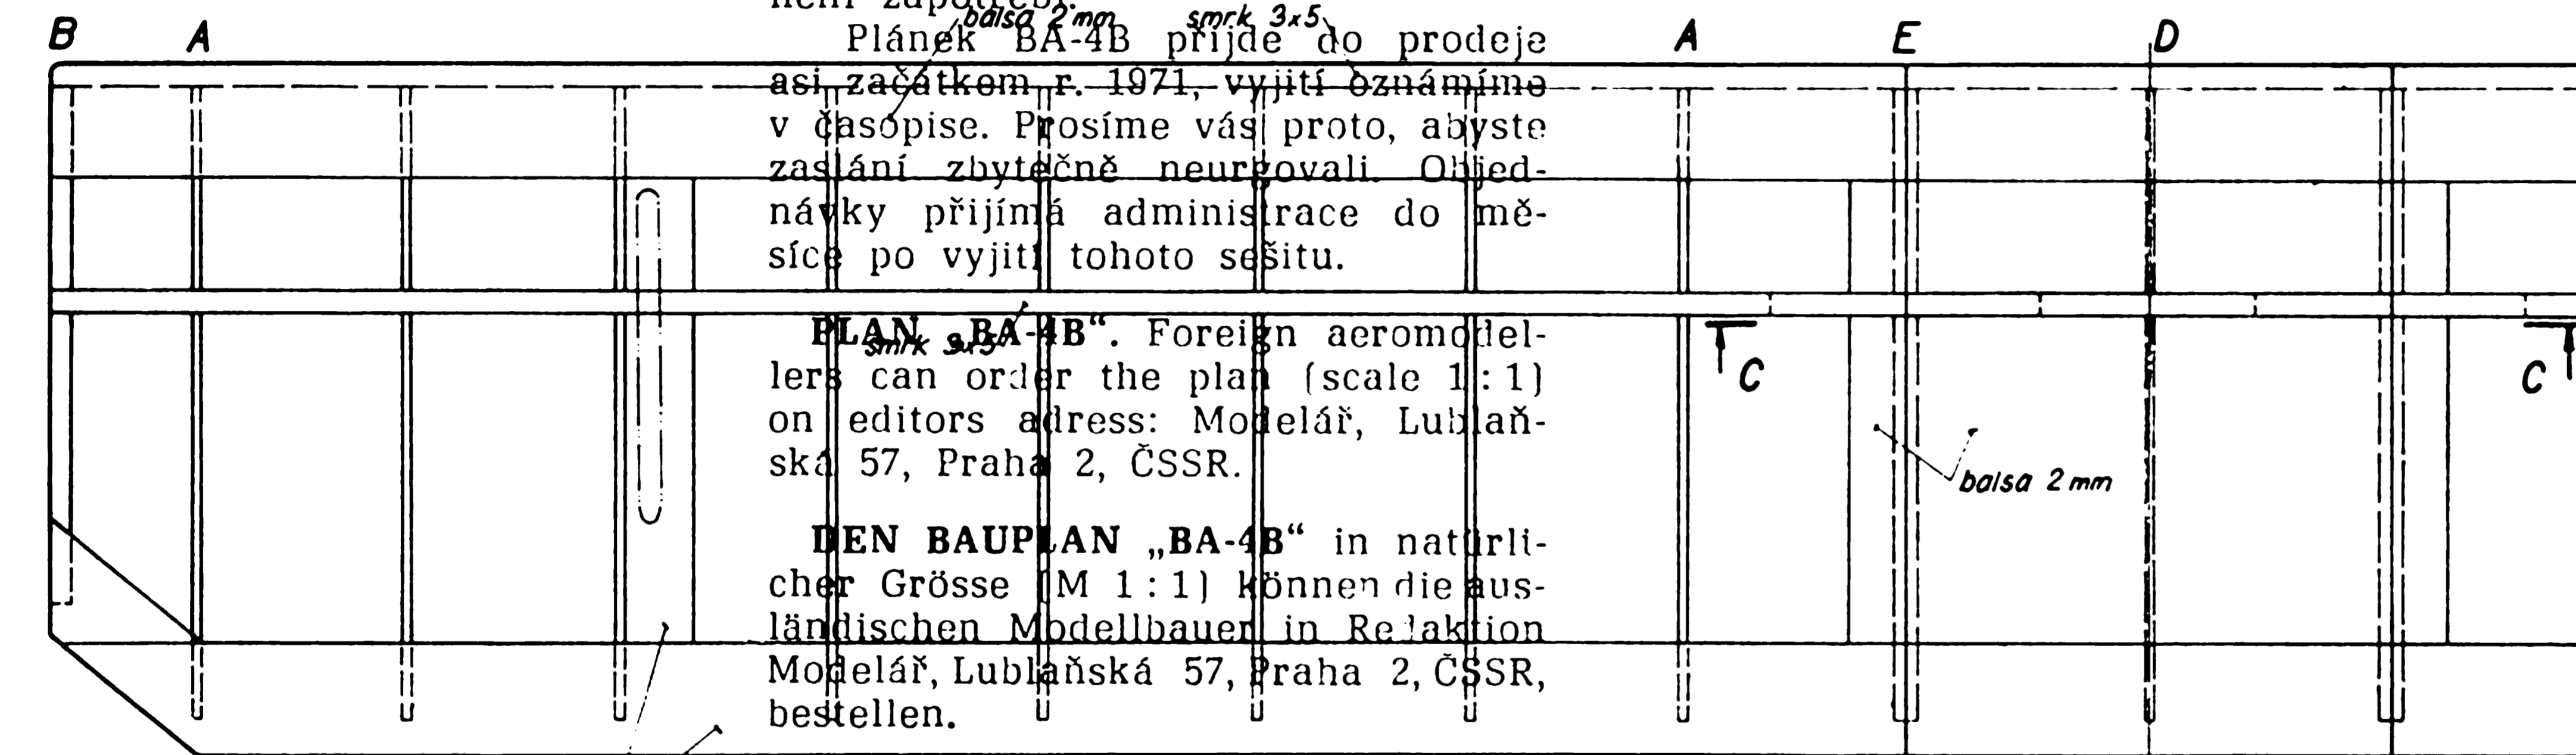 není zapotřebí.
balsa 2 mm
smrk 3x5
B
A
A
E
D
Plánek BA-4B přijde do prodeje
asi začátkem r. 1971, vyjití oznámíme
v časopise. Prosíme vás proto, abyste
zaslání zbytečně neurgovali. Objed-
návky přijímá administrace do mě-
síce po vyjití tohoto sešitu.
PLAN „BA-4B“. Foreign aeromodel-
smrk 3x5
lers can order the plan (scale 1 : 1)
on editors adress: Modelář, Lublaň-
ská 57, Praha 2, ČSSR.
C
C
balsa 2 mm
DEN BAUPLAN „BA-4B“ in natürli-
cher Grösse (M 1 : 1) können die aus-
ländischen Modellbauer in Redaktion
Modelář, Lublaňská 57, Praha 2, ČSSR,
bestellen.